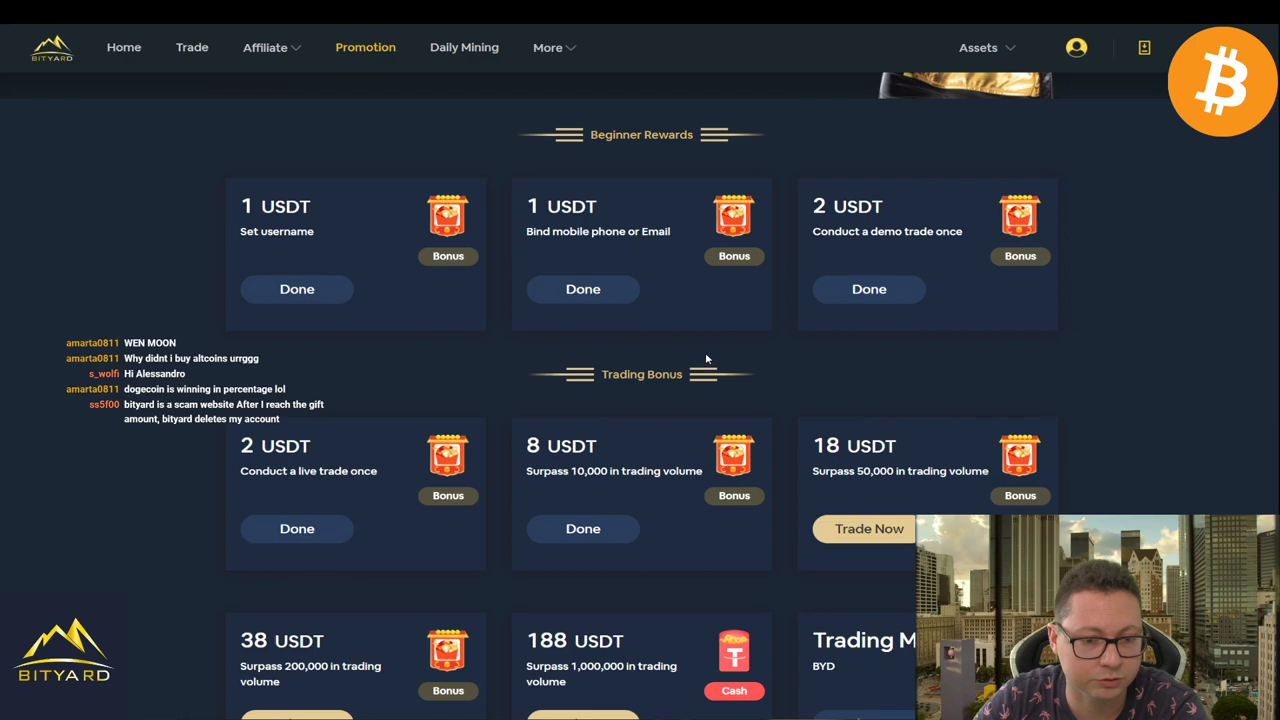 Home
Trade
Affiliate
Promotion
Daily Mining
More
Assets
BITYARD
Beginner Rewards
1 USDT
Set username
Bonus
Done
1 USDT
Bind mobile phone or Email
Bonus
Done
2 USDT
Conduct a demo trade once
Bonus
Done
amarta0811 WEN MOON
amarta0811 Why didnt i buy altcoins urrggg
s_wolfi Hi Alessandro
amarta0811 dogecoin is winning in percentage lol
ss5f00 bityard is a scam website After I reach the gift
amount, bityard deletes my account
Trading Bonus
2 USDT
Conduct a live trade once
Bonus
Done
8 USDT
Surpass 10,000 in trading volume
Bonus
Done
18 USDT
Surpass 50,000 in trading volume
Bonus
Trade Now
38 USDT
Surpass 200,000 in trading
volume
Bonus
188 USDT
Surpass 1,000,000 in trading
volume
Cash
Trading M
BYD
BITYARD